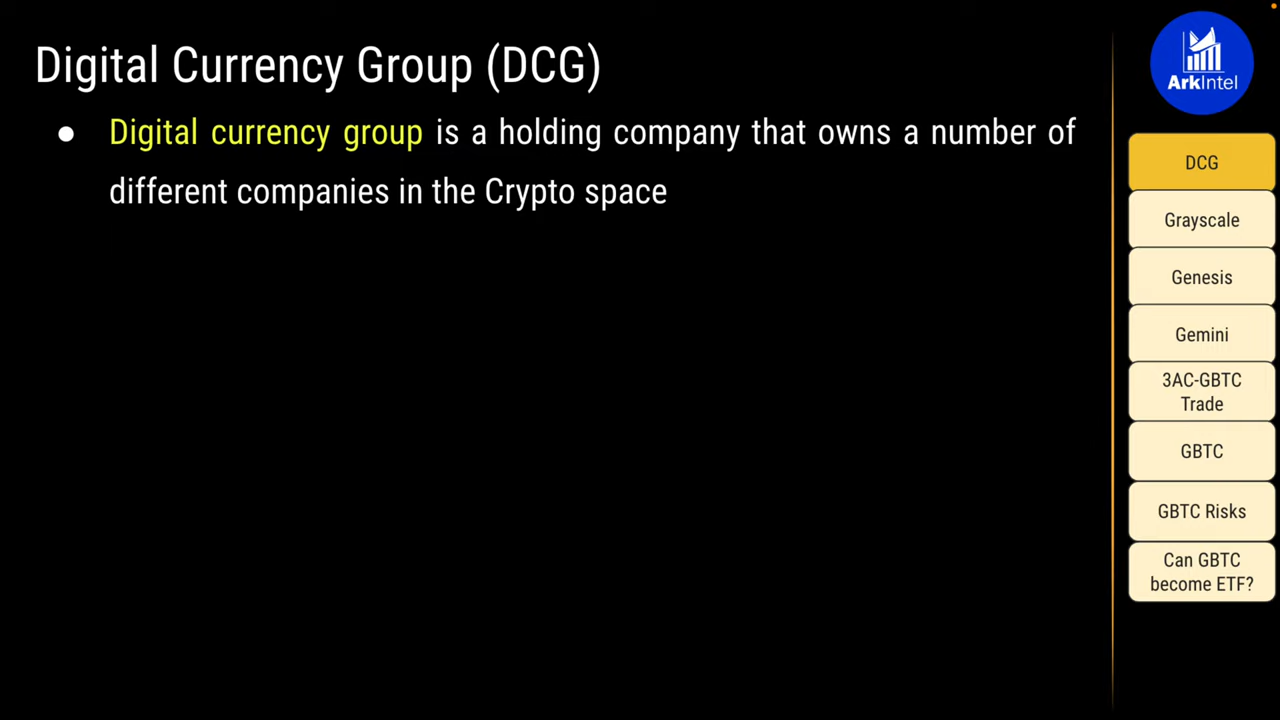 Digital Currency Group (DCG)
● Digital currency group is a holding company that owns a number of
different companies in the Crypto space
ArkIntel
DCG
Grayscale
Genesis
Gemini
3AC-GBTC
Trade
GBTC
GBTC Risks
Can GBTC
become ETF?